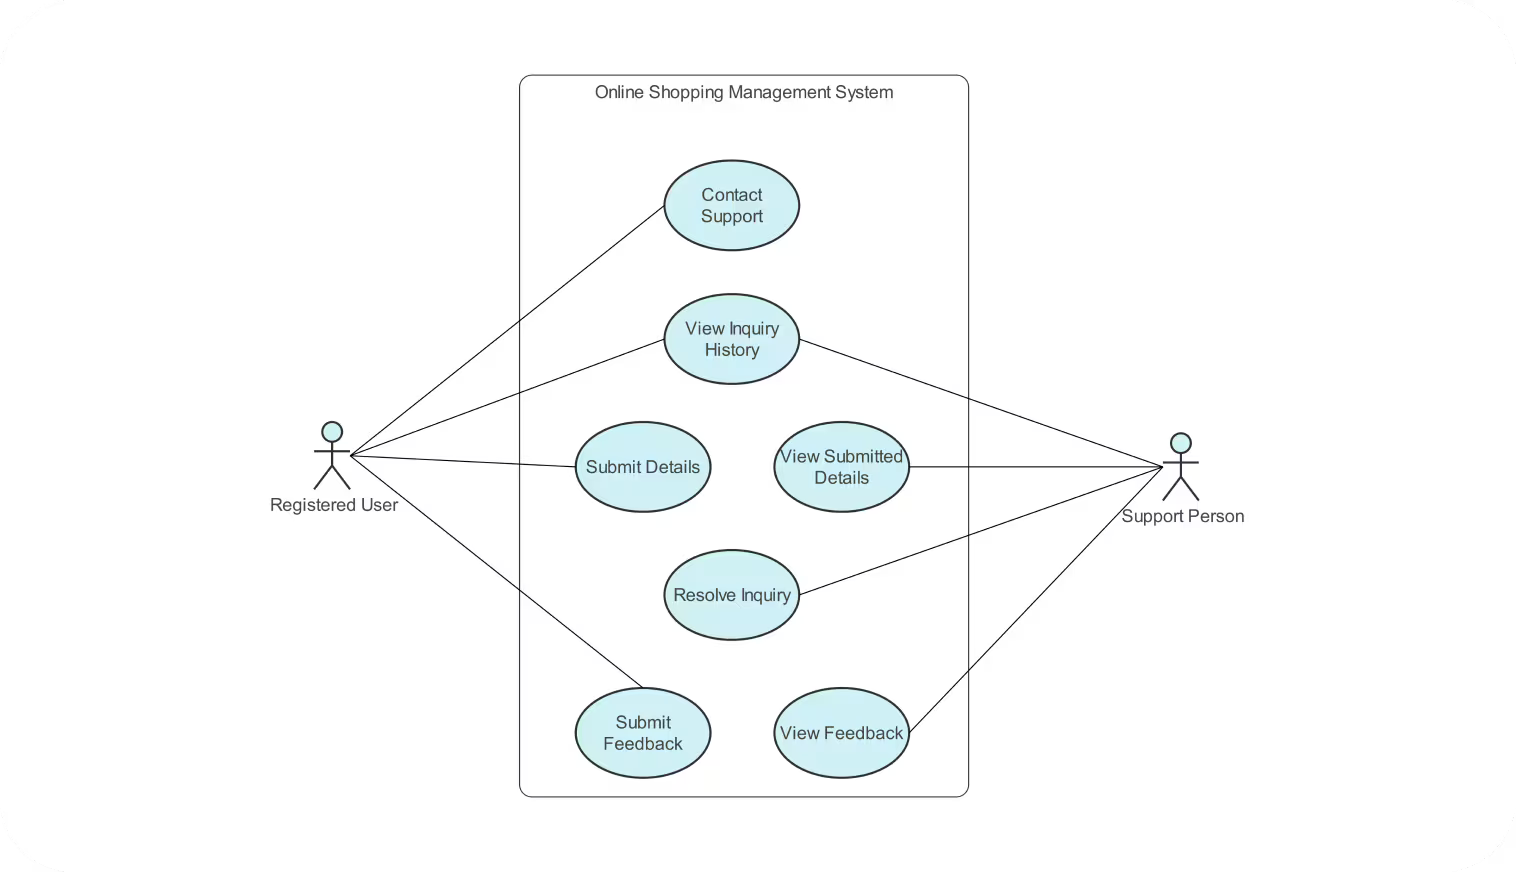 Online Shopping Management System
Contact
Support
View Inquiry
History
Submit Details
View Submitted
Details
Registered User
Support Person
Resolve Inquiry
Submit
Feedback
View Feedback